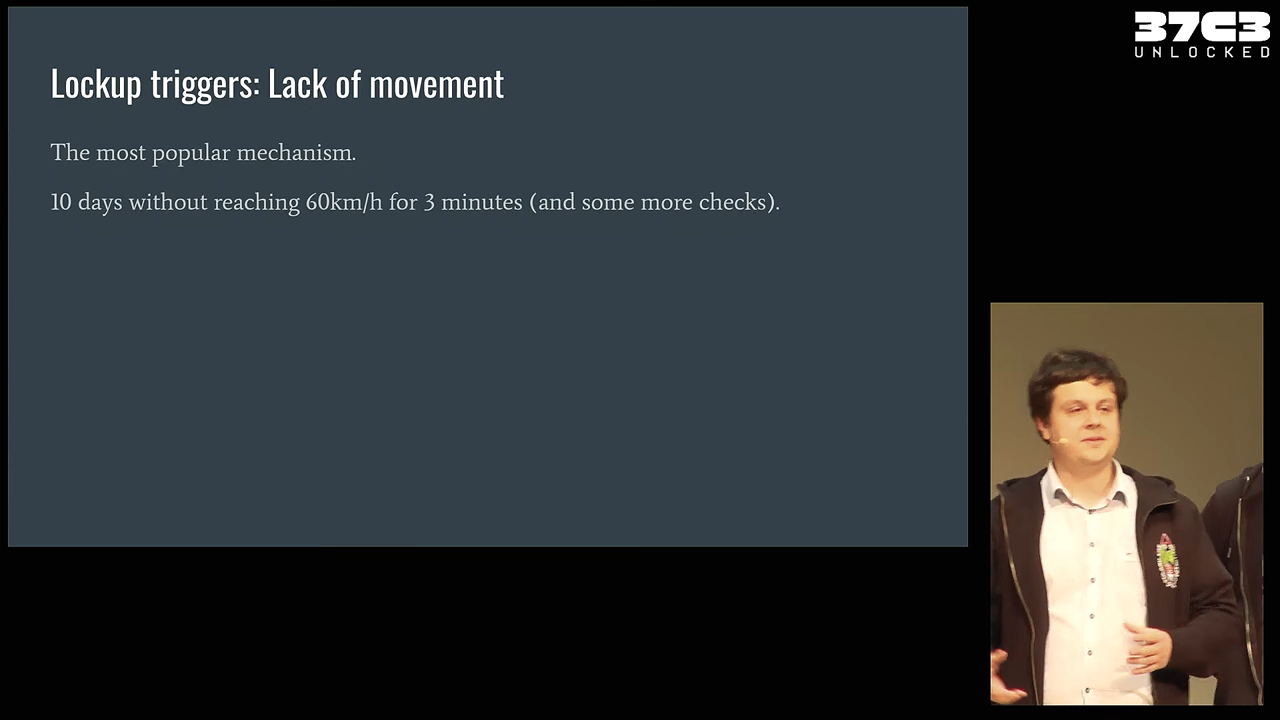 37C3
UNLOCKED
Lockup triggers: Lack of movement
The most popular mechanism.
10 days without reaching 60km/h for 3 minutes (and some more checks).